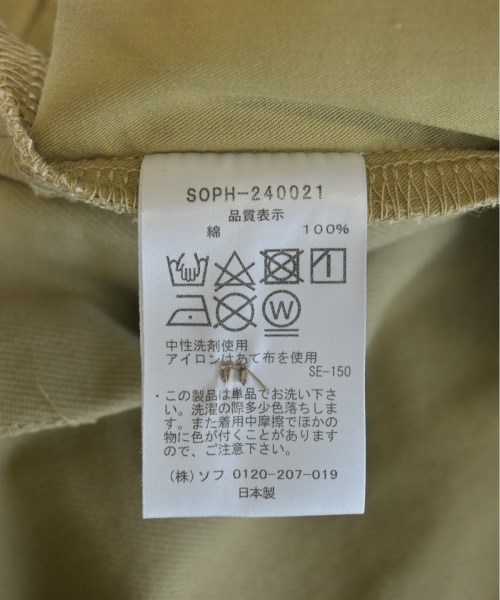 SOPH-240021
品質表示
綿 100%
W
中性洗剤使用
アイロンはあて布を使用
SE-150
・この製品は単品でお洗い下さ
い。洗濯の際多少色落ちしま
す。また着用中摩擦でほかの
物に色が付くことがあります
ので、ご注意下さい。
(株)ソフ 0120-207-019
日本製